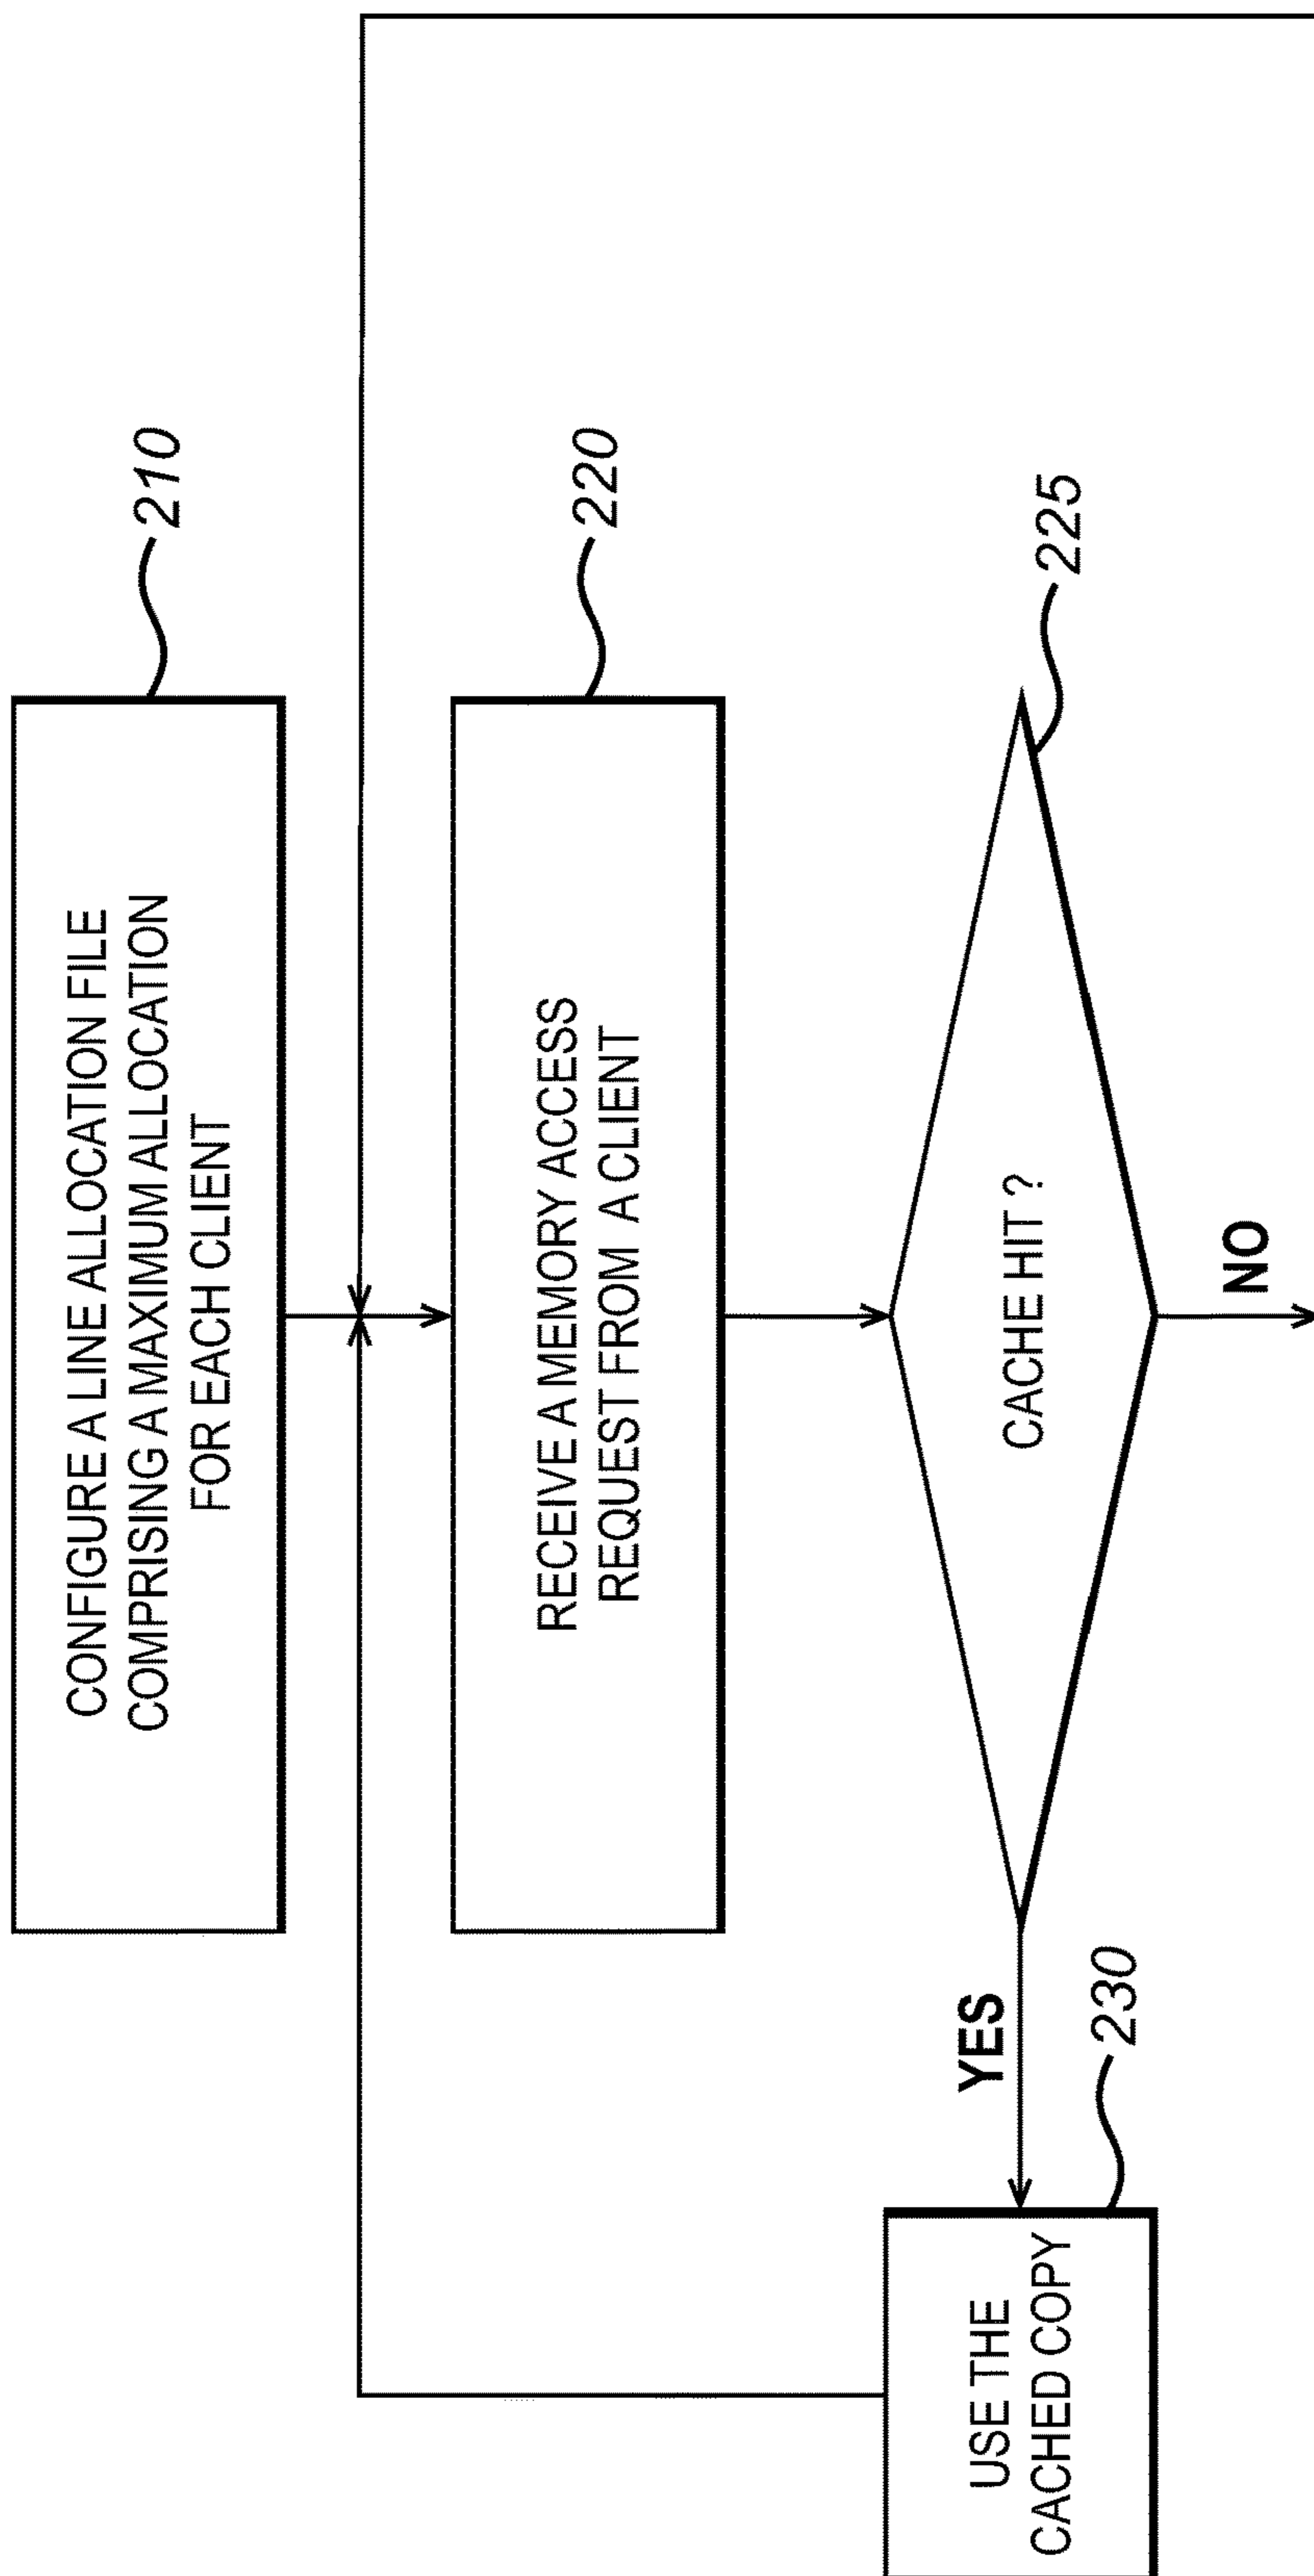 CONFIGURE A LINE ALLOCATION FILE
COMPRISING A MAXIMUM ALLOCATION
FOR EACH CLIENT
210
RECEIVE A MEMORY ACCESS
REQUEST FROM A CLIENT
220
CACHE HIT ?
225
YES
NO
USE THE
CACHED COPY
230